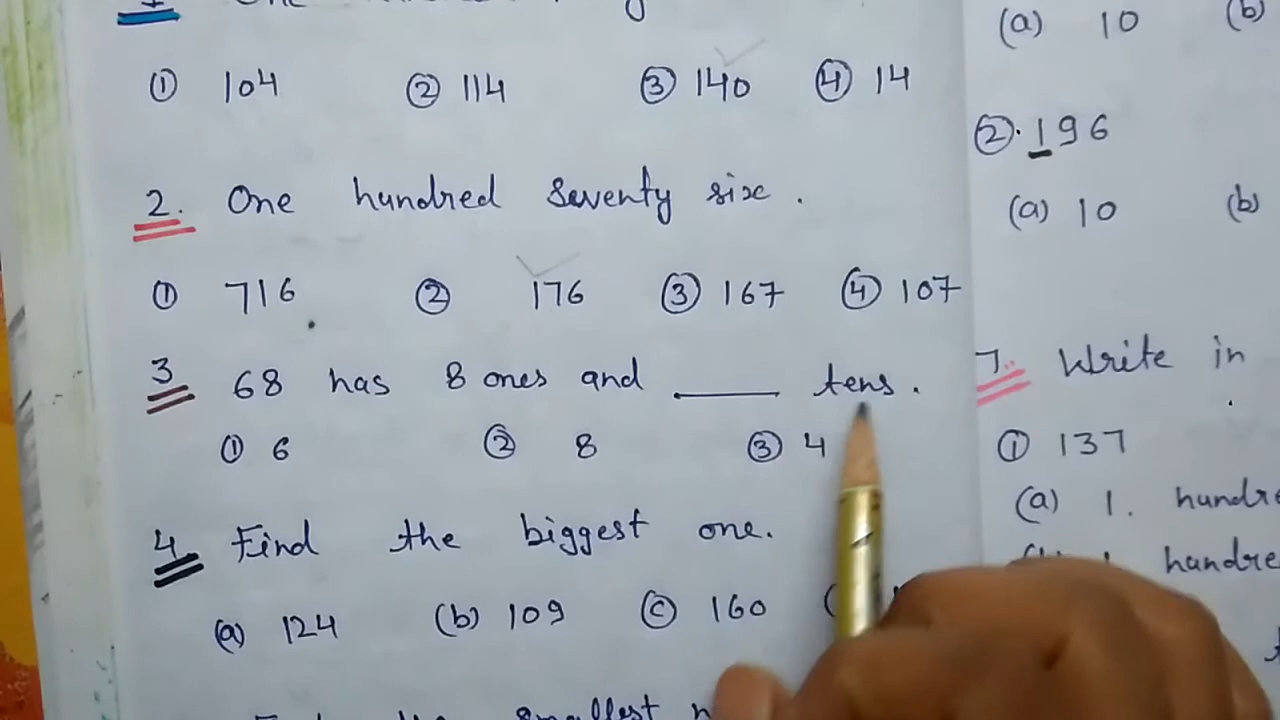 ① 104 ② 114 ③ 140 ④ 14
2. One hundred Seventy six.
① 716 ② 176 ③ 167 ④ 107
3 68 has 8 ones and ____ tens.
① 6 ② 8 ③ 4
4 Find the biggest one.
(a) 124 (b) 109 (c) 160
(a) 10 (b)
②. 196
(a) 10 (b)
7. Write in
① 137
(a) 1. hundre
hundre